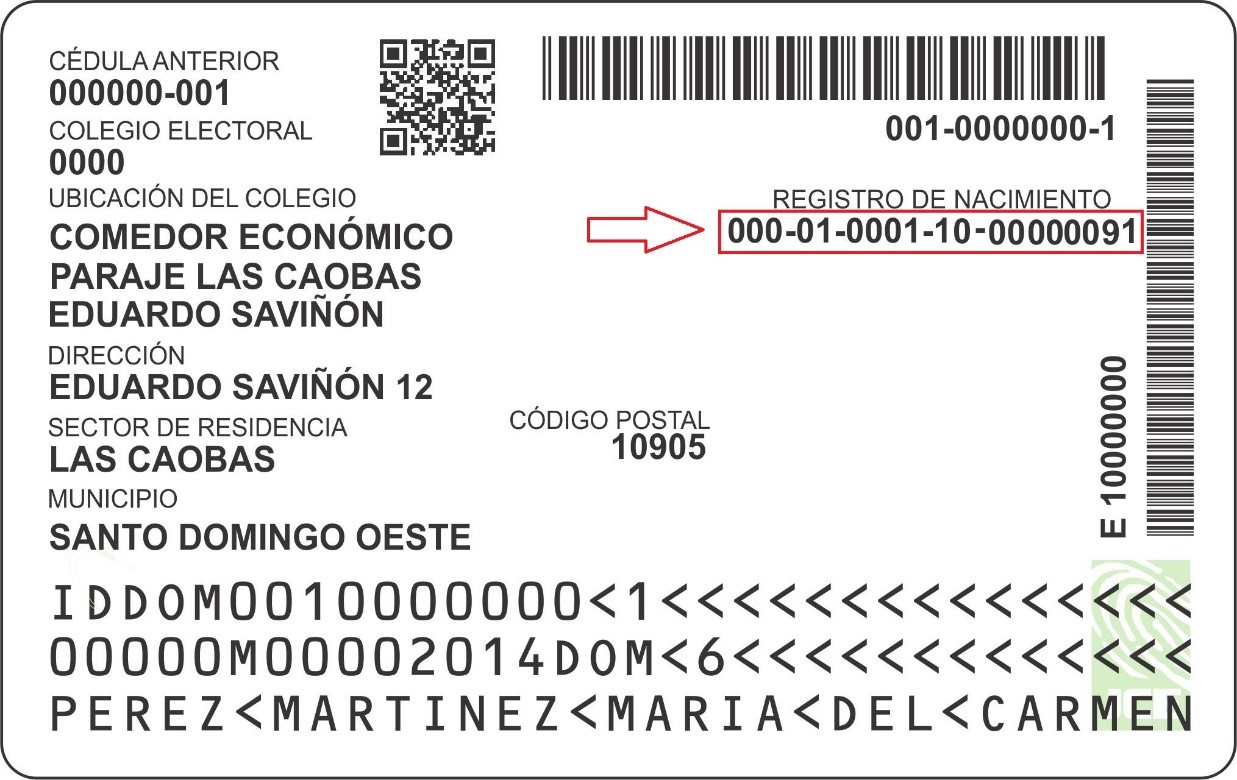 CÉDULA ANTERIOR
000000-001
COLEGIO ELECTORAL
0000
UBICACIÓN DEL COLEGIO
COMEDOR ECONÓMICO
PARAJE LAS CAOBAS
EDUARDO SAVIÑÓN
DIRECCIÓN
EDUARDO SAVIÑÓN 12
SECTOR DE RESIDENCIA
LAS CAOBAS
MUNICIPIO
SANTO DOMINGO OESTE
CÓDIGO POSTAL
10905
001-0000000-1
REGISTRO DE NACIMIENTO
000-01-0001-10-00000091
E 10000000
IDDOM0010000000<1<<<<<<<<<<<<<<<
00000M00002014DOM<6<<<<<<<<<<<<<
PEREZ<MARTINEZ<MARIA<DEL<CARMEN
JCE